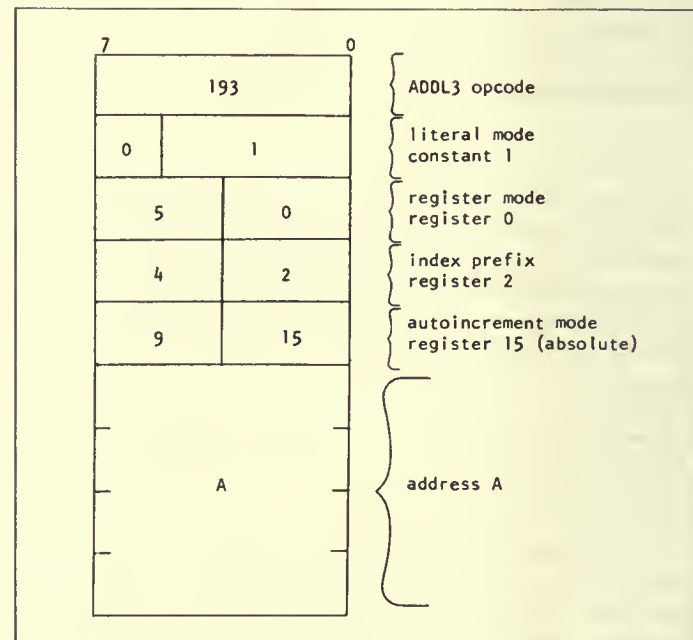 7 0
193
ADDL3 opcode
0 1
literal mode
constant 1
5 0
register mode
register 0
4 2
index prefix
register 2
9 15
autoincrement mode
register 15 (absolute)
A
address A